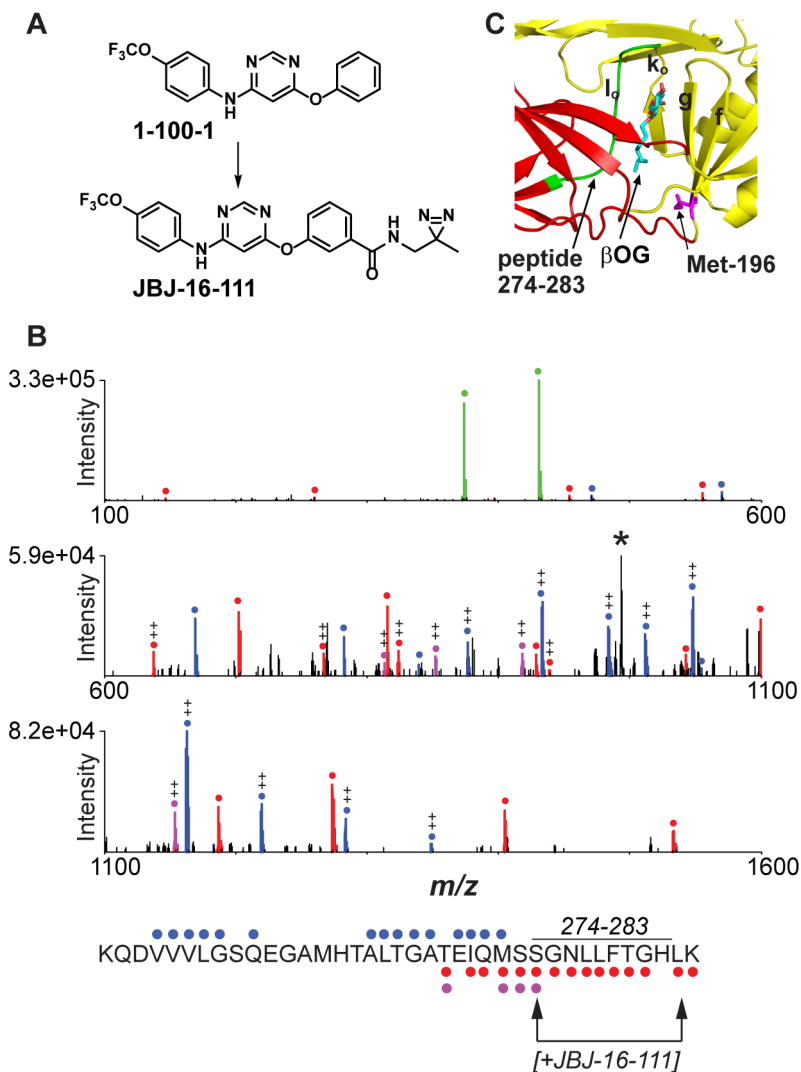 A
F3CO
N N
N
H
O
1-100-1
F3CO
N N
N
H
O
O
H
N
N=N
JBJ-16-111
C
lo
ko
g
f
peptide
274-283
βOG
Met-196
B
3.3e+05
Intensity
100
600
5.9e+04
Intensity
++ ++ ++ ++ ++ ++ ++ ++ ++ ++ ++ ++
*
600
1100
8.2e+04
Intensity
++ ++ ++ ++ ++
1100
1600
m/z
274-283
KQDVVVLGSQEGAMHTALTGATEIQMSSSGNLLFTGHLK
[+JBJ-16-111]